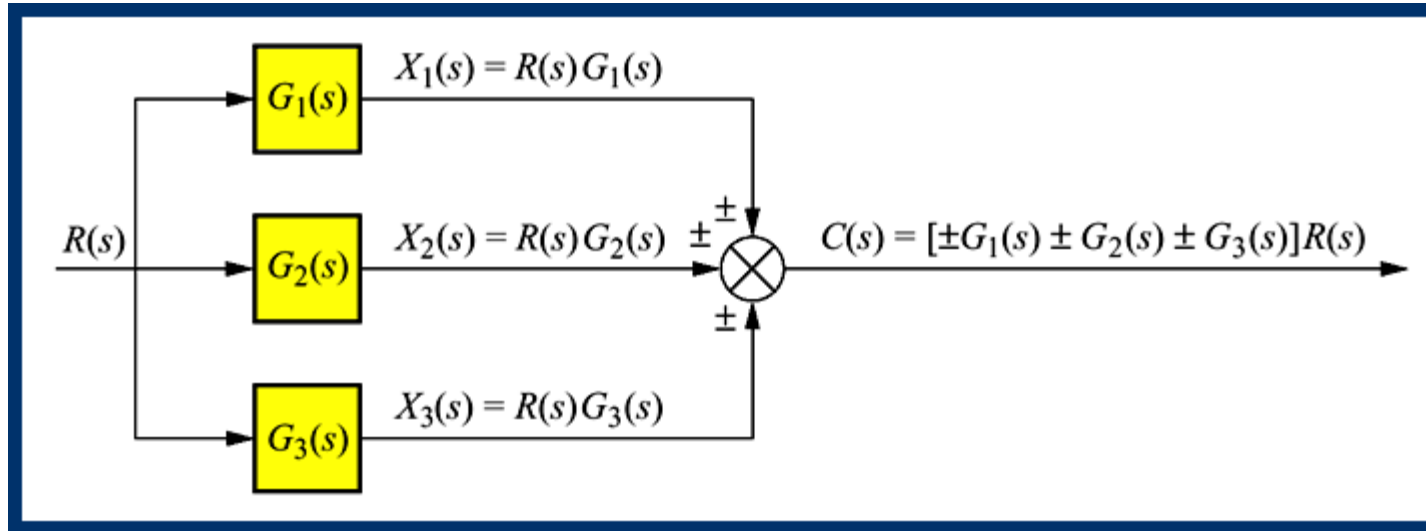 G1(s)
X1(s) = R(s)G1(s)
±
R(s)
G2(s)
X2(s) = R(s)G2(s)
±
C(s) = [±G1(s) ± G2(s) ± G3(s)]R(s)
±
G3(s)
X3(s) = R(s)G3(s)